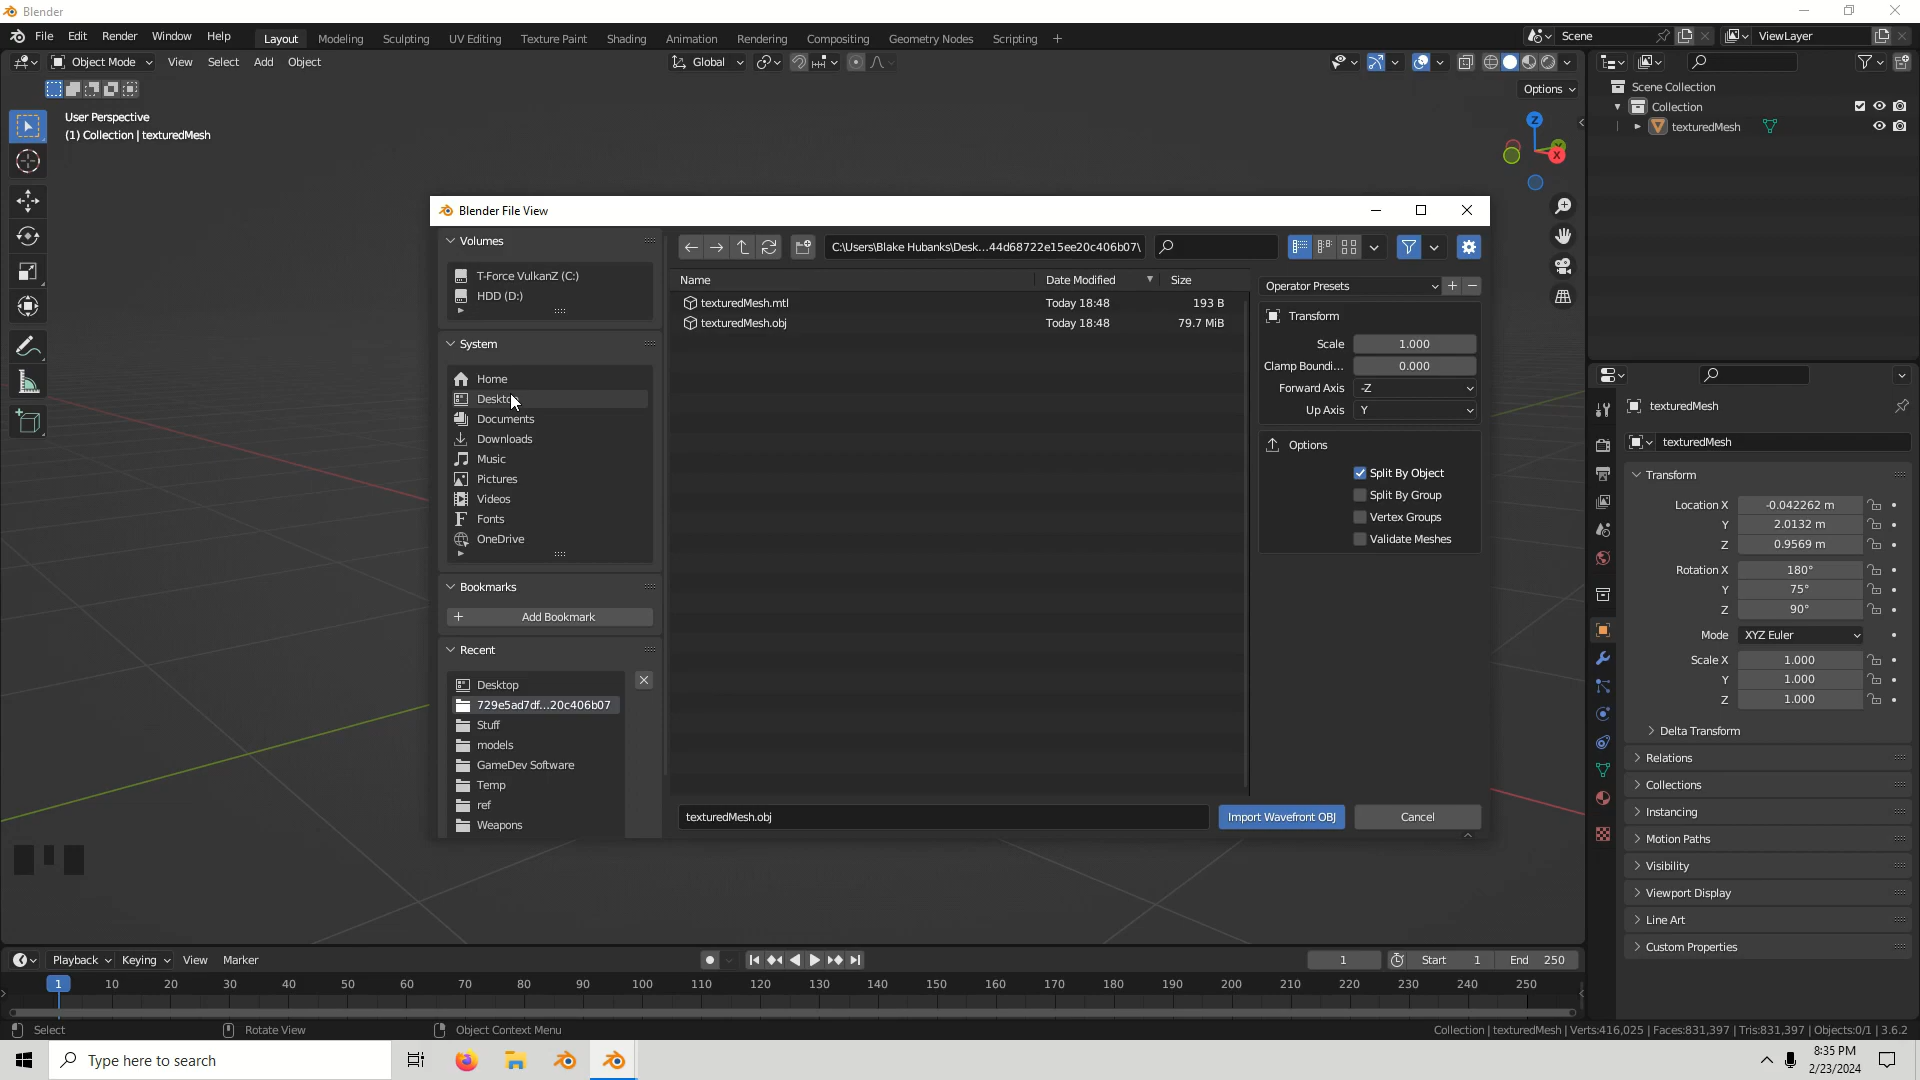 Blender
File Edit Render Window Help Layout Modeling Sculpting UV Editing Texture Paint Shading Animation Rendering Compositing Geometry Nodes Scripting + Scene ViewLayer
Object Mode View Select Add Object Global
Options
User Perspective
(1) Collection | texturedMesh
Z
X
Scene Collection
Collection
texturedMesh
Blender File View
Volumes
T-Force VulkanZ (C:)
HDD (D:)
System
Home
Desktop
Documents
Downloads
Music
Pictures
Videos
Fonts
OneDrive
Bookmarks
+ Add Bookmark
Recent
Desktop
729e5ad7df...20c406b07
Stuff
models
GameDev Software
Temp
ref
Weapons
C:\Users\Blake Hubanks\Desk...44d68722e15ee20c406b07\
Name Date Modified Size
texturedMesh.mtl Today 18:48 193 B
texturedMesh.obj Today 18:48 79.7 MiB
Operator Presets
Transform
Scale 1.000
Clamp Boundi... 0.000
Forward Axis -Z
Up Axis Y
Options
Split By Object
Split By Group
Vertex Groups
Validate Meshes
texturedMesh.obj Import Wavefront OBJ Cancel
texturedMesh
texturedMesh
Transform
Location X -0.042262 m
Y 2.0132 m
Z 0.9569 m
Rotation X 180°
Y 75°
Z 90°
Mode XYZ Euler
Scale X 1.000
Y 1.000
Z 1.000
Delta Transform
Relations
Collections
Instancing
Motion Paths
Visibility
Viewport Display
Line Art
Custom Properties
Playback Keying View Marker 1 Start 1 End 250
1 10 20 30 40 50 60 70 80 90 100 110 120 130 140 150 160 170 180 190 200 210 220 230 240 250
Select Rotate View Object Context Menu Collection | texturedMesh | Verts:416,025 | Faces:831,397 | Tris:831,397 | Objects:0/1 | 3.6.2
Type here to search
8:35 PM
2/23/2024